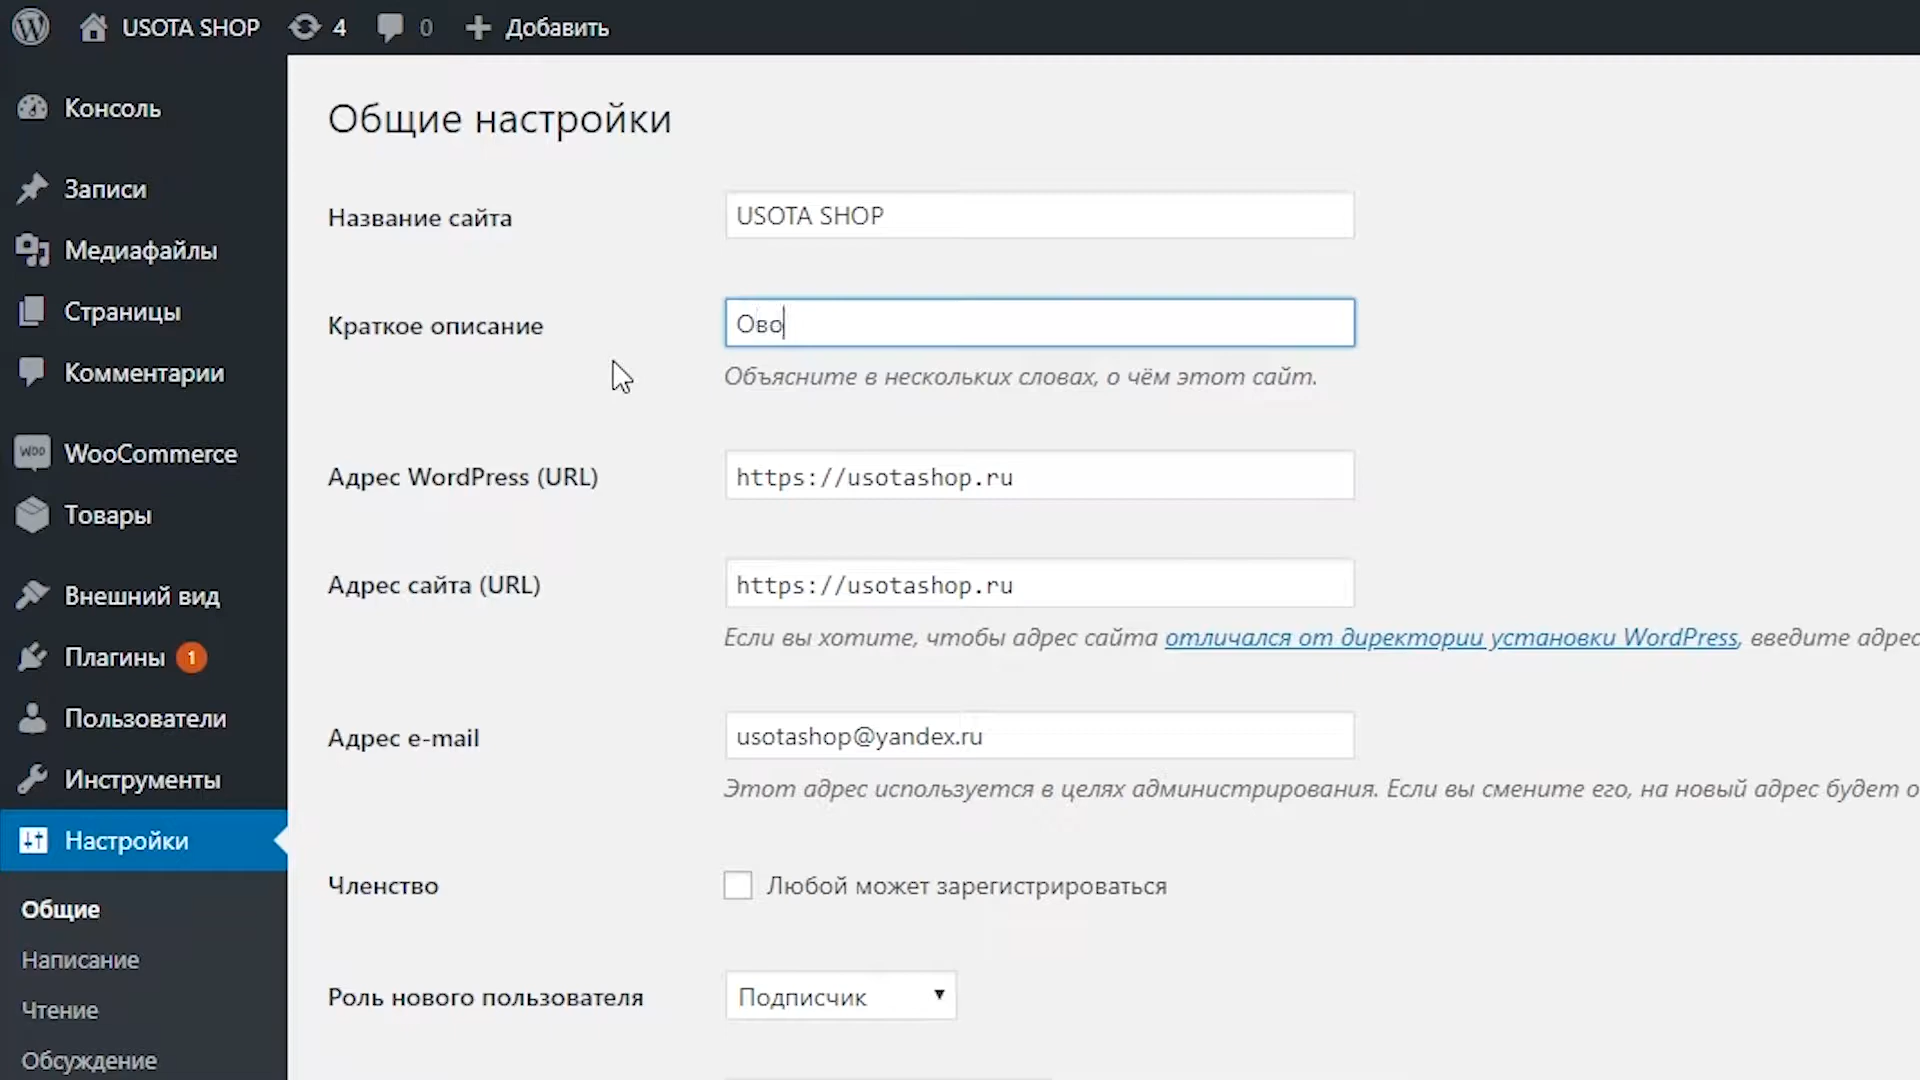 USOTA SHOP 4 0 Добавить
Консоль
Записи
Медиафайлы
Страницы
Комментарии
WooCommerce
Товары
Внешний вид
Плагины 1
Пользователи
Инструменты
Настройки
Общие
Написание
Чтение
Обсуждение
Общие настройки
Название сайта USOTA SHOP
Краткое описание Ово
Объясните в нескольких словах, о чём этот сайт.
Адрес WordPress (URL) https://usotashop.ru
Адрес сайта (URL) https://usotashop.ru
Если вы хотите, чтобы адрес сайта отличался от директории установки WordPress, введите адрес
Адрес e-mail usotashop@yandex.ru
Этот адрес используется в целях администрирования. Если вы смените его, на новый адрес будет о
Членство Любой может зарегистрироваться
Роль нового пользователя Подписчик